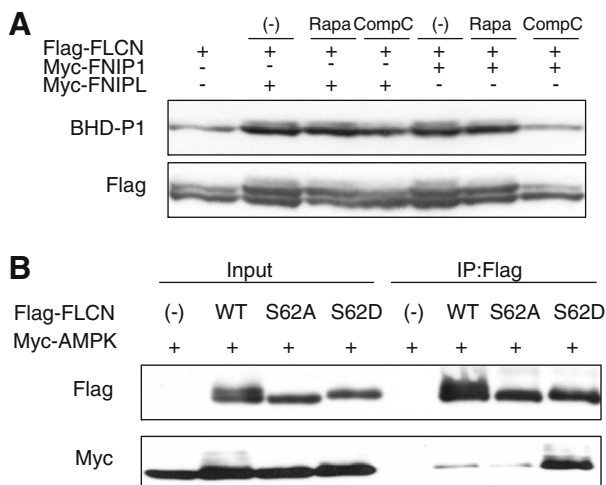 A
(-) Rapa CompC (-) Rapa CompC
Flag-FLCN + + + + + + +
Myc-FNIP1 - - - - + + +
Myc-FNIPL - + + + - - -
BHD-P1
Flag
B
Input IP:Flag
Flag-FLCN (-) WT S62A S62D (-) WT S62A S62D
Myc-AMPK + + + + + + + +
Flag
Myc